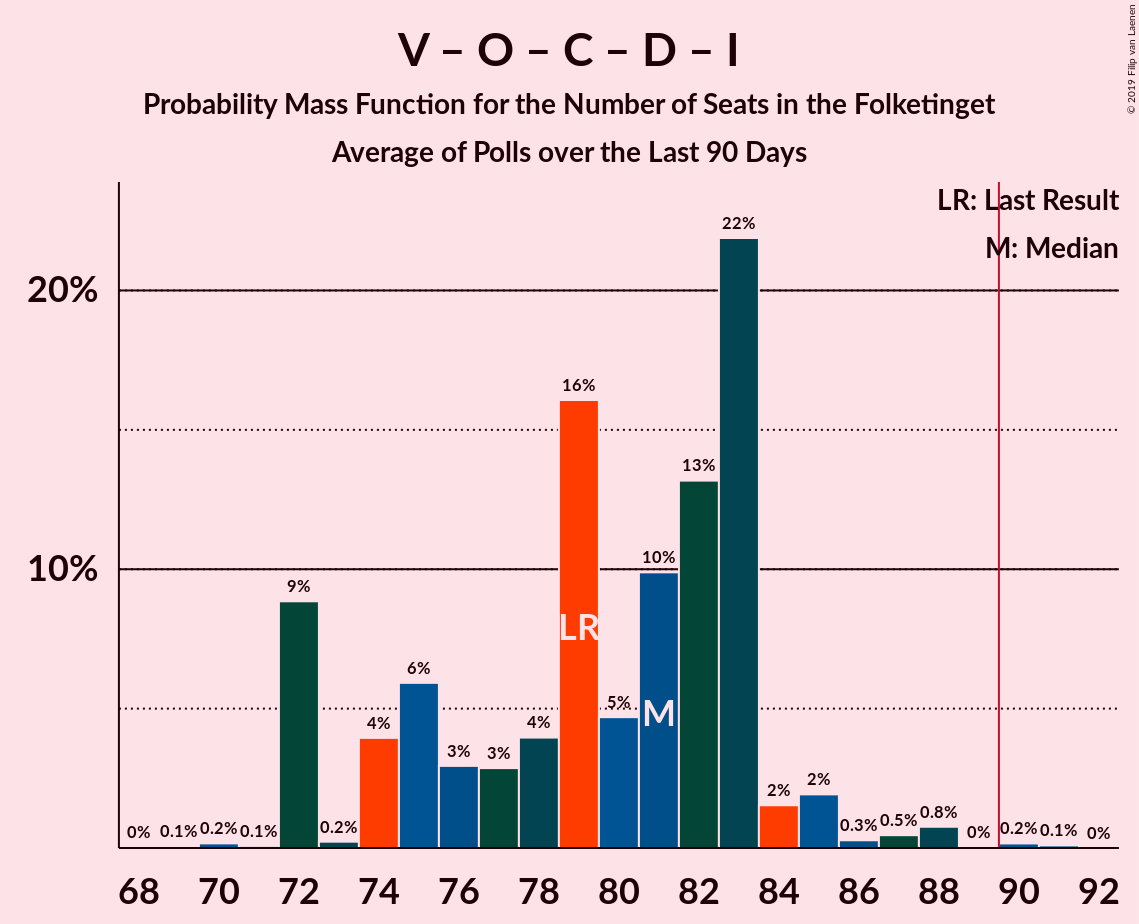 V – O – C – D – I
Probability Mass Function for the Number of Seats in the Folketinget
Average of Polls over the Last 90 Days
© 2019 Filip van Laenen
LR: Last Result
M: Median
20%
10%
0% 0.1% 0.2% 0.1% 9% 0.2% 4% 6% 3% 3% 4% 16% 5% 10% 13% 22% 2% 2% 0.3% 0.5% 0.8% 0% 0.2% 0.1% 0%
LR
M
68 70 72 74 76 78 80 82 84 86 88 90 92